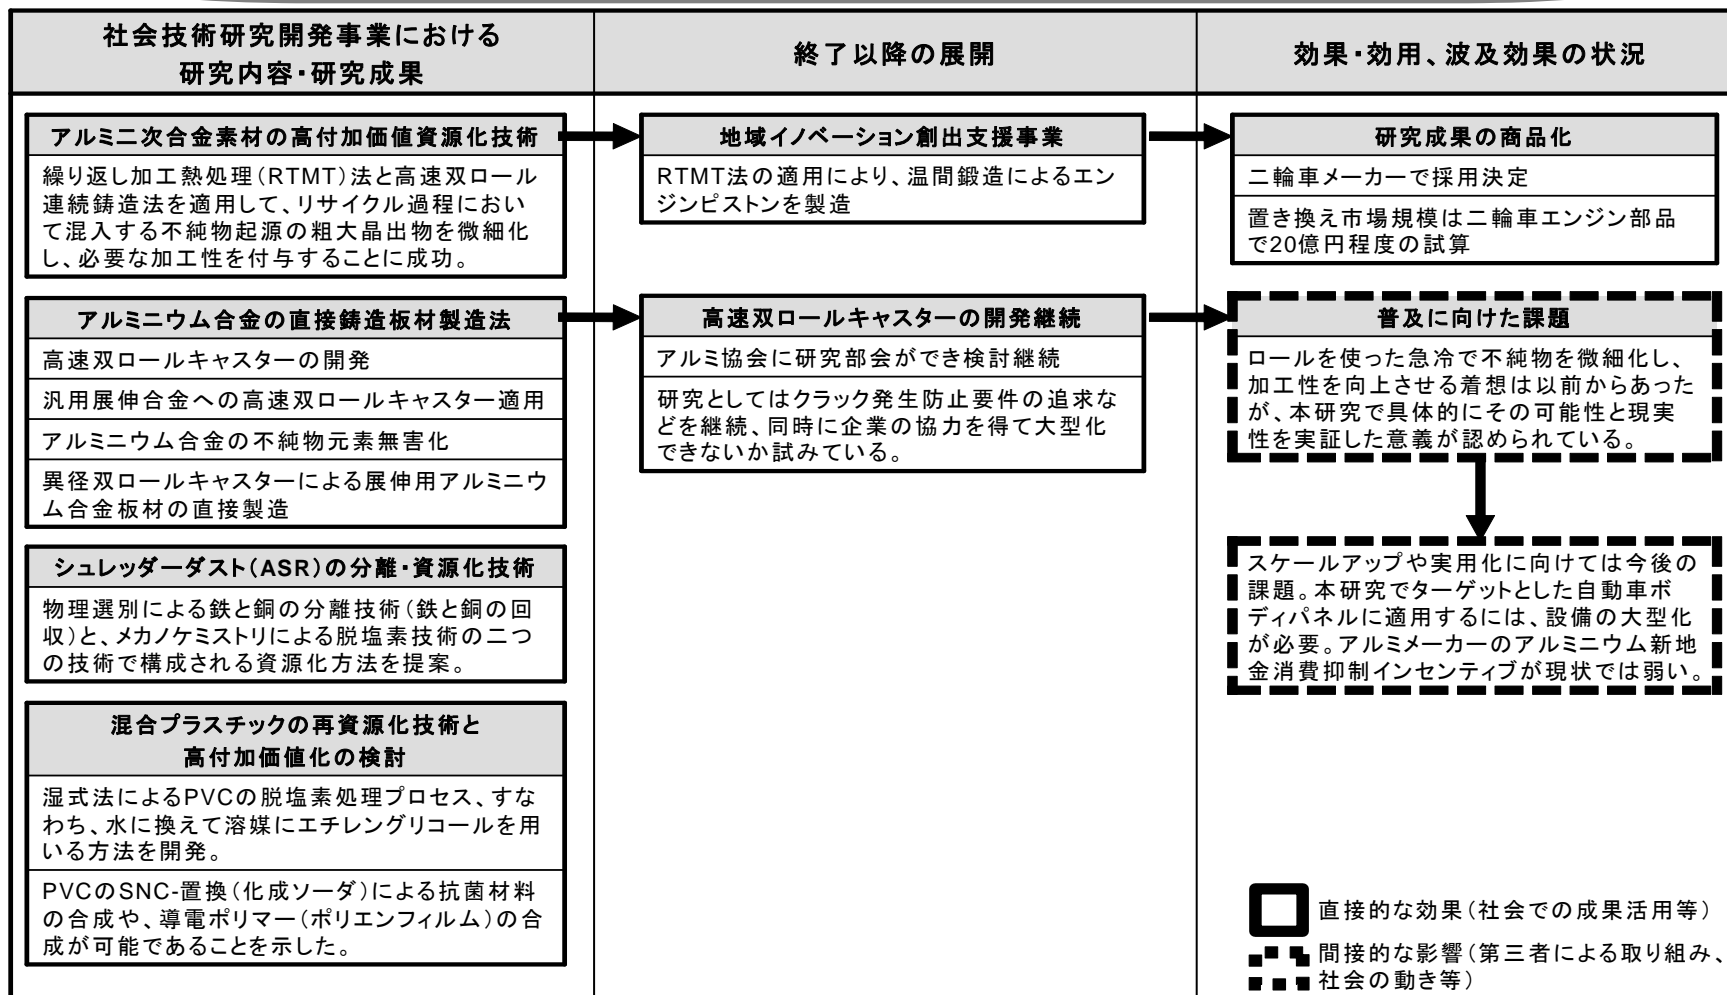 社会技術研究開発事業における
研究内容・研究成果
終了以降の展開
効果・効用、波及効果の状況
アルミ二次合金素材の高付加価値資源化技術
繰り返し加工熱処理(RTMT)法と高速双ロール
連続鋳造法を適用して、リサイクル過程におい
て混入する不純物起源の粗大晶出物を微細化
し、必要な加工性を付与することに成功。
アルミニウム合金の直接鋳造板材製造法
高速双ロールキャスターの開発
汎用展伸合金への高速双ロールキャスター適用
アルミニウム合金の不純物元素無害化
異径双ロールキャスターによる展伸用アルミニウ
ム合金板材の直接製造
シュレッダーダスト(ASR)の分離・資源化技術
物理選別による鉄と銅の分離技術(鉄と銅の回
収)と、メカノケミストリによる脱塩素技術の二つ
の技術で構成される資源化方法を提案。
混合プラスチックの再資源化技術と
高付加価値化の検討
湿式法によるPVCの脱塩素処理プロセス、すな
わち、水に換えて溶媒にエチレングリコールを用
いる方法を開発。
PVCのSNC-置換(化成ソーダ)による抗菌材料
の合成や、導電ポリマー(ポリエンフィルム)の合
成が可能であることを示した。
地域イノベーション創出支援事業
RTMT法の適用により、温間鍛造によるエン
ジンピストンを製造
高速双ロールキャスターの開発継続
アルミ協会に研究部会ができ検討継続
研究としてはクラック発生防止要件の追求な
どを継続、同時に企業の協力を得て大型化
できないか試みている。
研究成果の商品化
二輪車メーカーで採用決定
置き換え市場規模は二輪車エンジン部品
で20億円程度の試算
普及に向けた課題
ロールを使った急冷で不純物を微細化し、
加工性を向上させる着想は以前からあった
が、本研究で具体的にその可能性と現実
性を実証した意義が認められている。
スケールアップや実用化に向けては今後の
課題。本研究でターゲットとした自動車ボ
ディパネルに適用するには、設備の大型化
が必要。アルミメーカーのアルミニウム新地
金消費抑制インセンティブが現状では弱い。
直接的な効果(社会での成果活用等)
間接的な影響(第三者による取り組み、
社会の動き等)